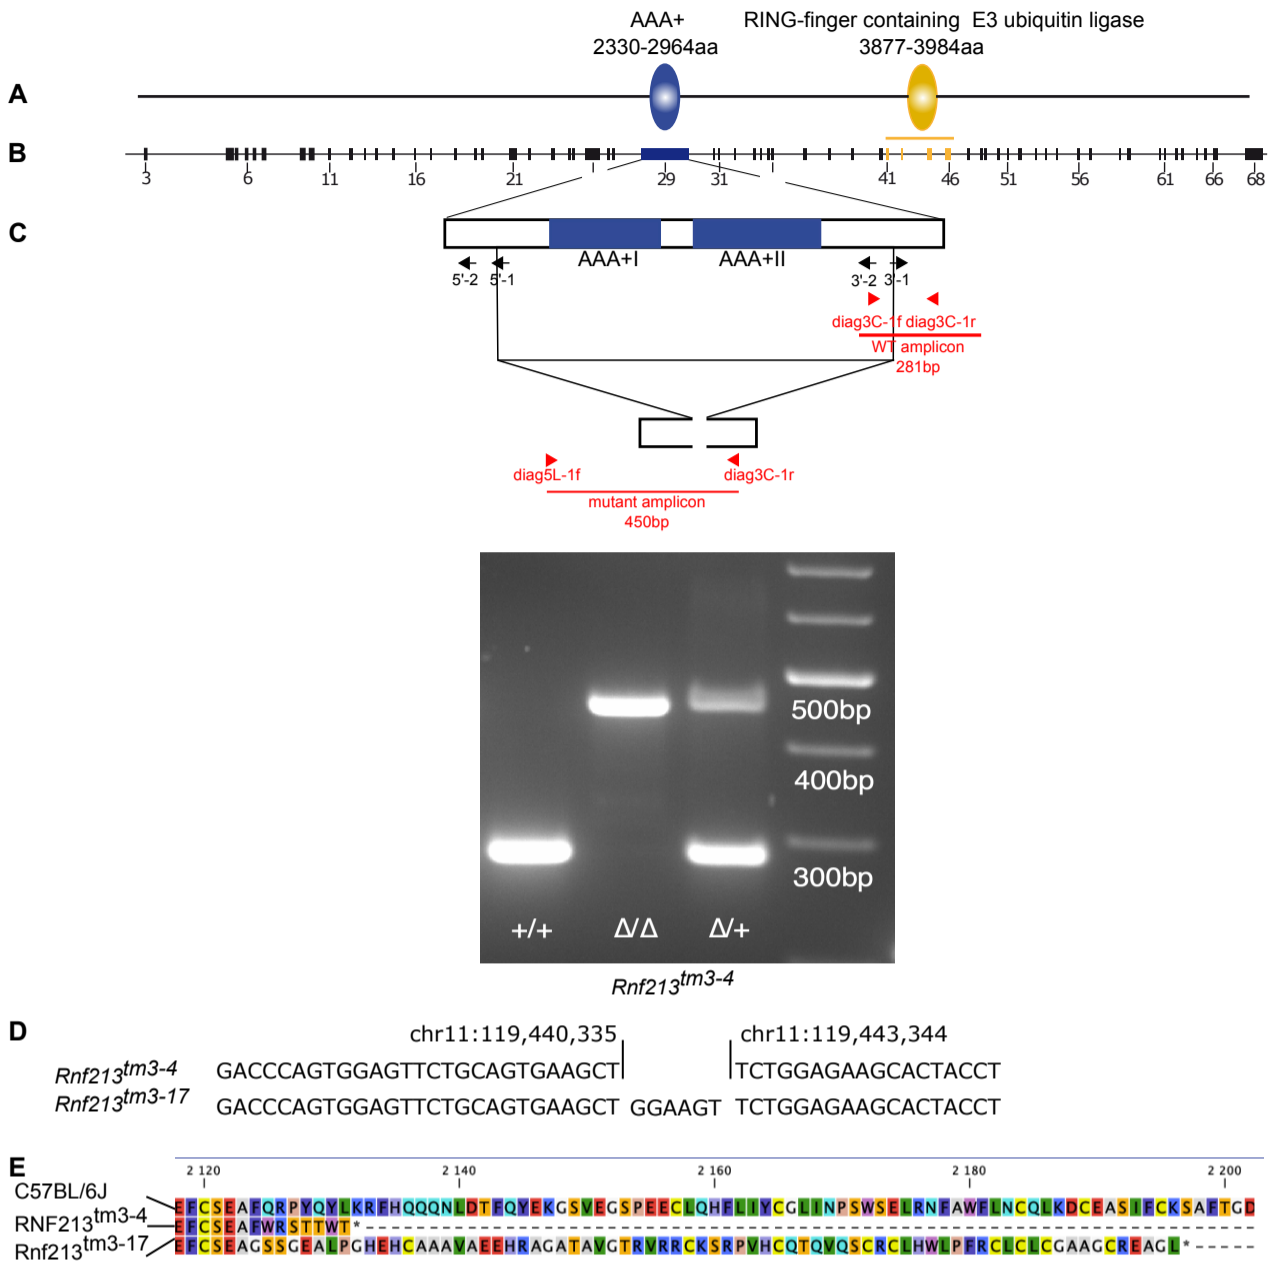 AAA+ RING-finger containing E3 ubiquitin ligase
2330-2964aa 3877-3984aa
A
B
3 6 11 16 21 29 31 41 46 51 56 61 66 68
C
AAA+I AAA+II
5'-2 5'-1 3'-2 3'-1
diag3C-1f diag3C-1r
WT amplicon
281bp
diag5L-1f diag3C-1r
mutant amplicon
450bp
500bp
400bp
300bp
+/+ Δ/Δ Δ/+
Rnf213tm3-4
D
chr11:119,440,335 chr11:119,443,344
Rnf213tm3-4 GACCCAGTGGAGTTCTGCAGTGAAGCT TCTGGAGAAGCACTACCT
Rnf213tm3-17 GACCCAGTGGAGTTCTGCAGTGAAGCT GGAAGT TCTGGAGAAGCACTACCT
E
2 120 2 140 2 160 2 180 2 200
C57BL/6J EFCSEAFQRPYQYLKRFHQQQNLDTFQYEKGSVEGSPEECLQHFLIYCGLINPSWSELRNFAWFLNCQLKDCEASIFCKSAFTGD
RNF213tm3-4 EFCSEAFWRSTTWT*
Rnf213tm3-17 EFCSEAGSSGEALPGHEHCAAAVAEEHRAGATAVGTRVRRCKSRPVHCQTQVQSCRCLHWLPFRCLCLCGAAGCREAGL*